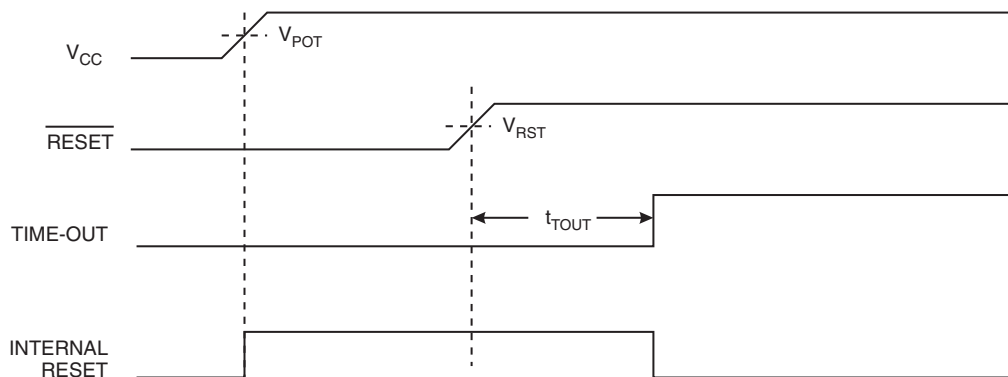 V_CC
V_POT
RESET
V_RST
TIME-OUT
t_TOUT
INTERNAL
RESET